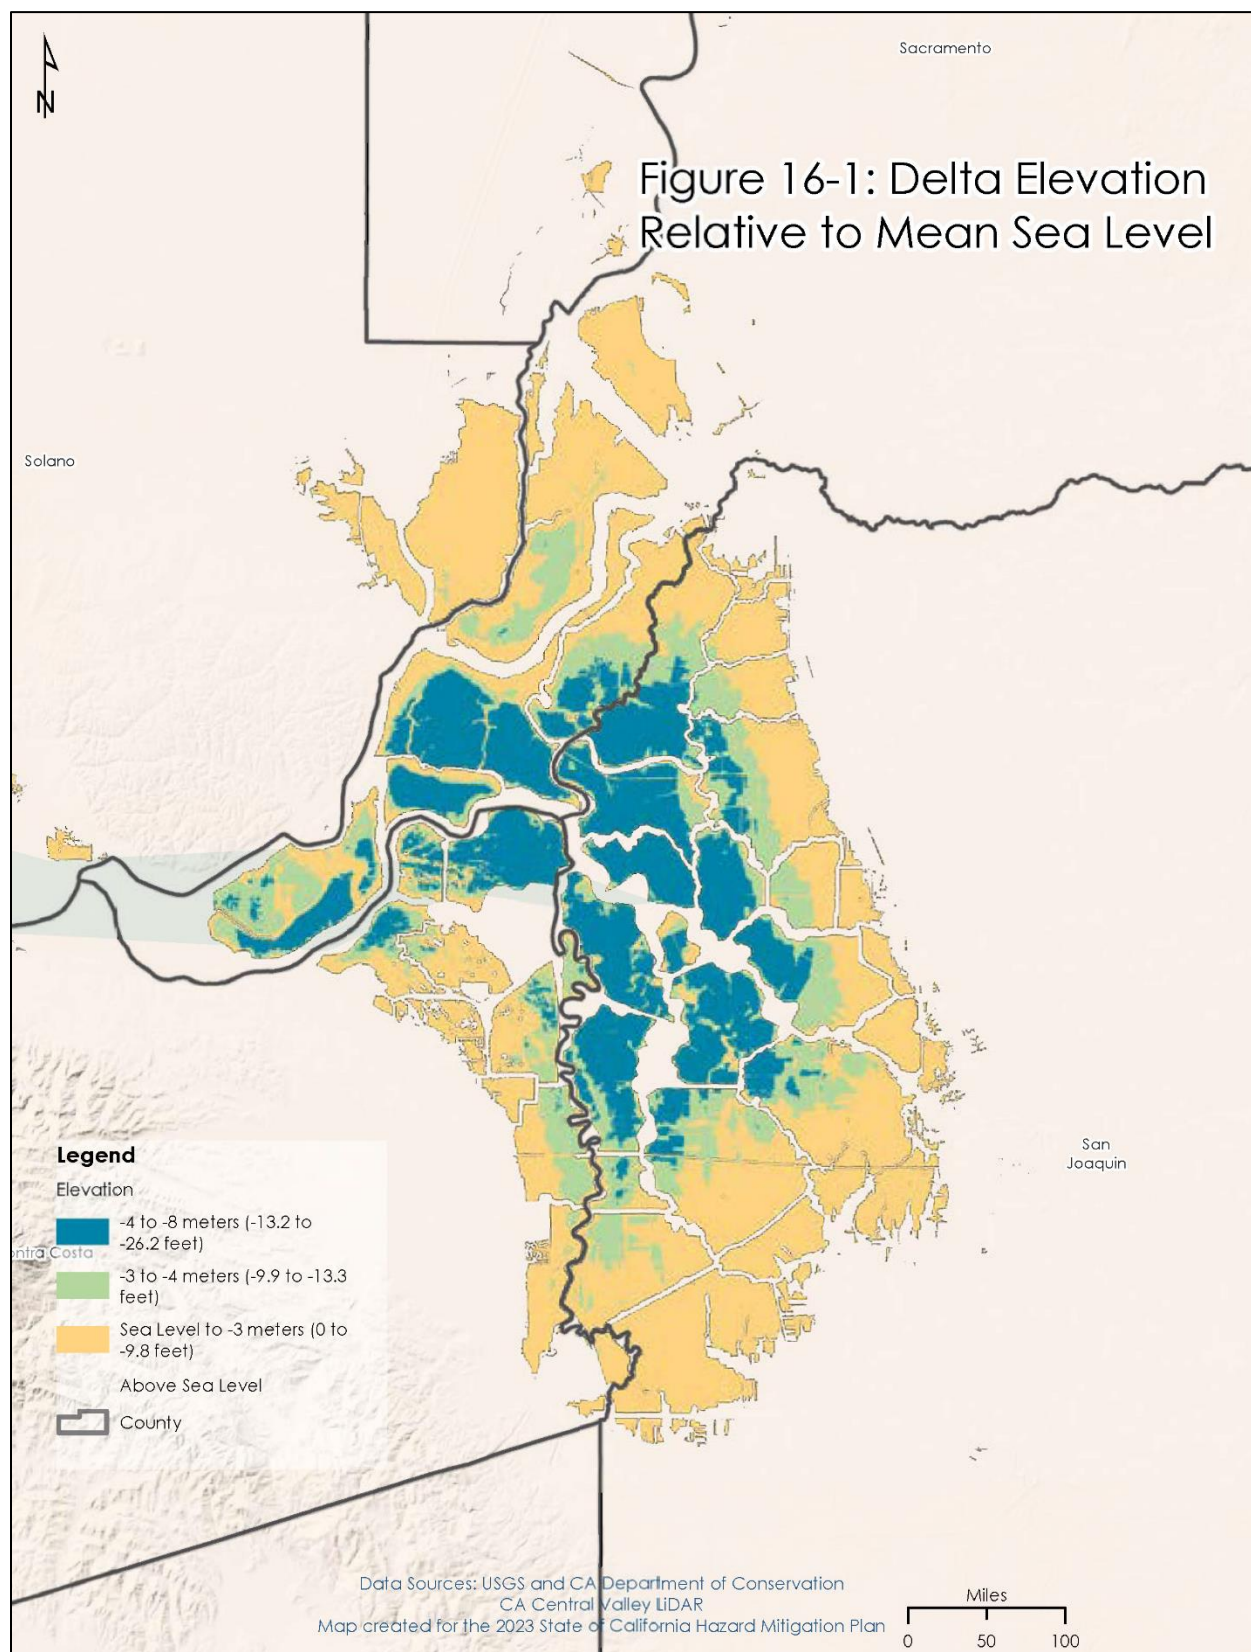 N
Sacramento
Figure 16-1: Delta Elevation
Relative to Mean Sea Level
Solano
San
Joaquin
Legend
Elevation
-4 to -8 meters (-13.2 to
-26.2 feet)
ontra Costa
-3 to -4 meters (-9.9 to -13.3
feet)
Sea Level to -3 meters (0 to
-9.8 feet)
Above Sea Level
County
Data Sources: USGS and CA Department of Conservation
CA Central Valley LiDAR
Map created for the 2023 State of California Hazard Mitigation Plan
Miles
0 50 100